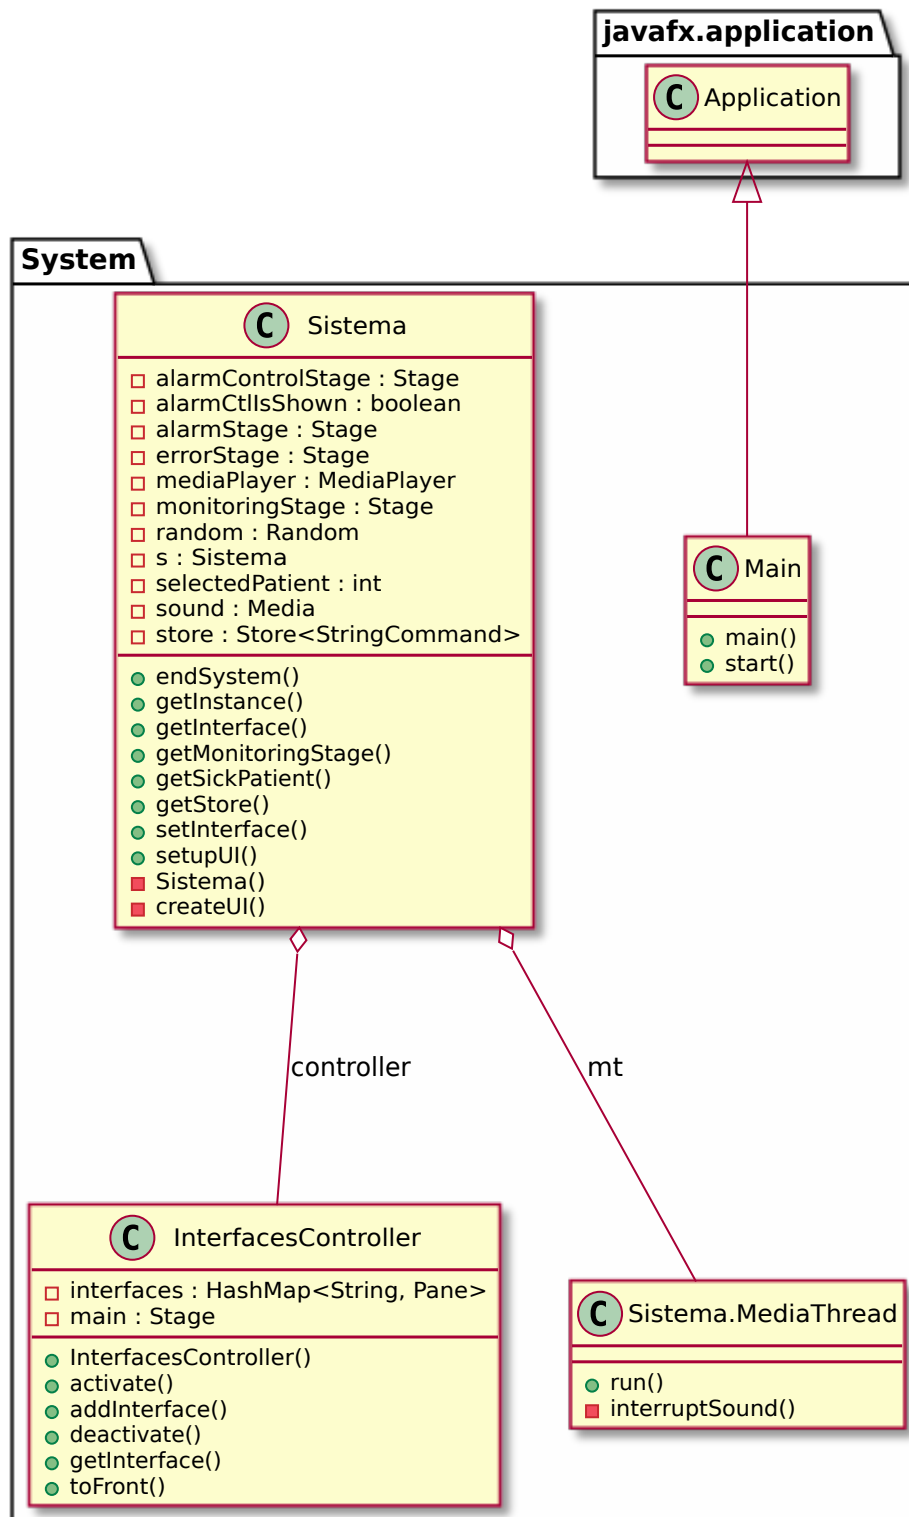 javafx.application
C Application
System
C Sistema
alarmControlStage : Stage
alarmCtlIsShown : boolean
alarmStage : Stage
errorStage : Stage
mediaPlayer : MediaPlayer
monitoringStage : Stage
random : Random
s : Sistema
selectedPatient : int
sound : Media
store : Store<StringCommand>
endSystem()
getInstance()
getInterface()
getMonitoringStage()
getSickPatient()
getStore()
setInterface()
setupUI()
Sistema()
createUI()
C Main
main()
start()
controller
mt
C InterfacesController
interfaces : HashMap<String, Pane>
main : Stage
InterfacesController()
activate()
addInterface()
deactivate()
getInterface()
toFront()
C Sistema.MediaThread
run()
interruptSound()